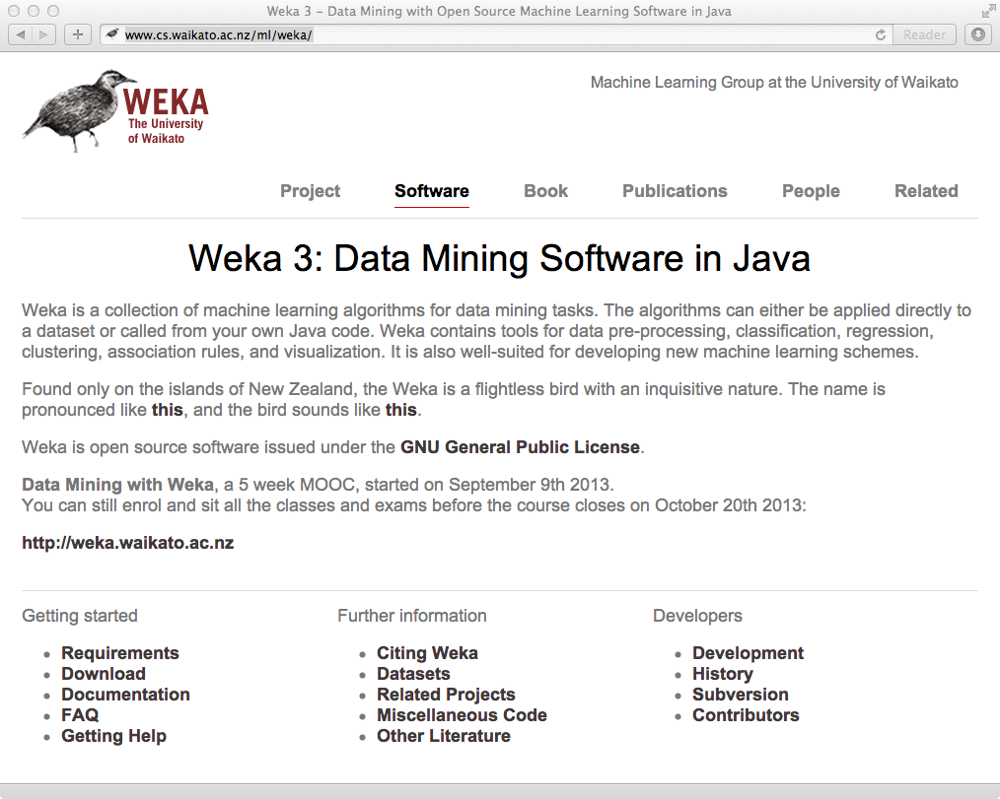 Weka 3 – Data Mining with Open Source Machine Learning Software in Java
www.cs.waikato.ac.nz/ml/weka/
Reader
WEKA
The University
of Waikato
Machine Learning Group at the University of Waikato
Project Software Book Publications People Related
Weka 3: Data Mining Software in Java
Weka is a collection of machine learning algorithms for data mining tasks. The algorithms can either be applied directly to
a dataset or called from your own Java code. Weka contains tools for data pre-processing, classification, regression,
clustering, association rules, and visualization. It is also well-suited for developing new machine learning schemes.
Found only on the islands of New Zealand, the Weka is a flightless bird with an inquisitive nature. The name is
pronounced like this, and the bird sounds like this.
Weka is open source software issued under the GNU General Public License.
Data Mining with Weka, a 5 week MOOC, started on September 9th 2013.
You can still enrol and sit all the classes and exams before the course closes on October 20th 2013:
http://weka.waikato.ac.nz
Getting started
Requirements
Download
Documentation
FAQ
Getting Help
Further information
Citing Weka
Datasets
Related Projects
Miscellaneous Code
Other Literature
Developers
Development
History
Subversion
Contributors